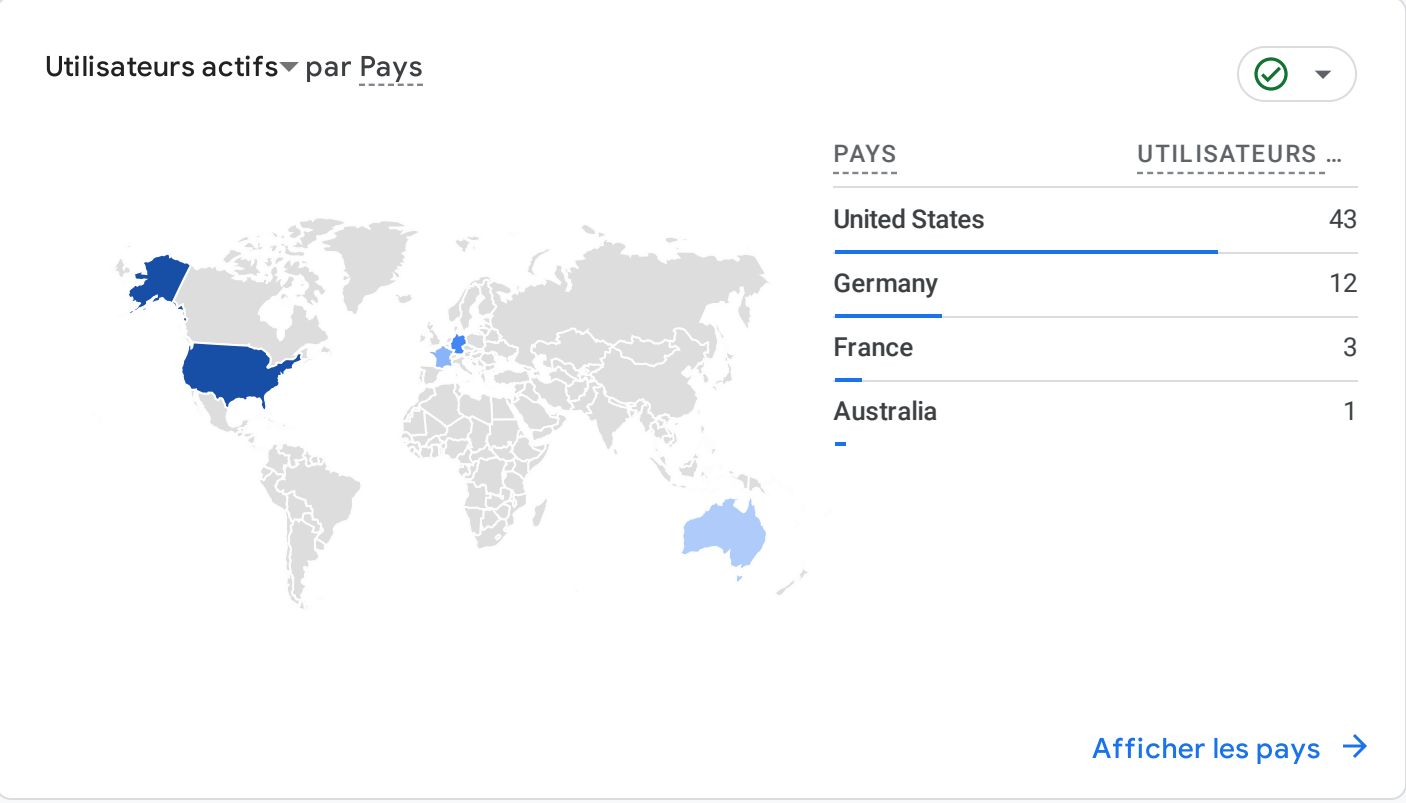 Utilisateurs actifs par Pays
PAYS UTILISATEURS …
United States 43
Germany 12
France 3
Australia 1
Afficher les pays